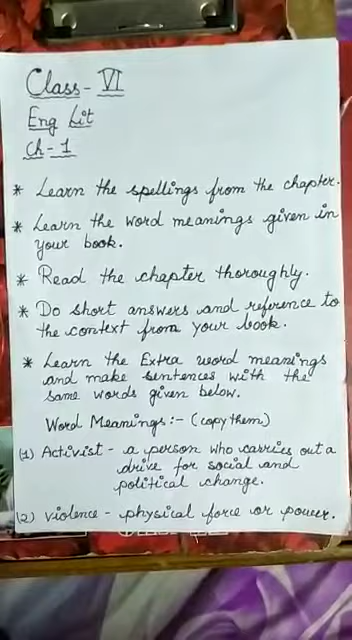 Class - VI
Eng Lit
Ch - 1
* Learn the spellings from the chapter.
* Learn the word meanings given in
your book.
* Read the chapter thoroughly.
* Do short answers and reference to
the context from your book.
* Learn the Extra word meanings
and make sentences with the
same words given below.
Word Meanings :- (copy them)
(1) Activist - a person who carries out a
drive for social and
political change.
(2) Violence - physical force or power.